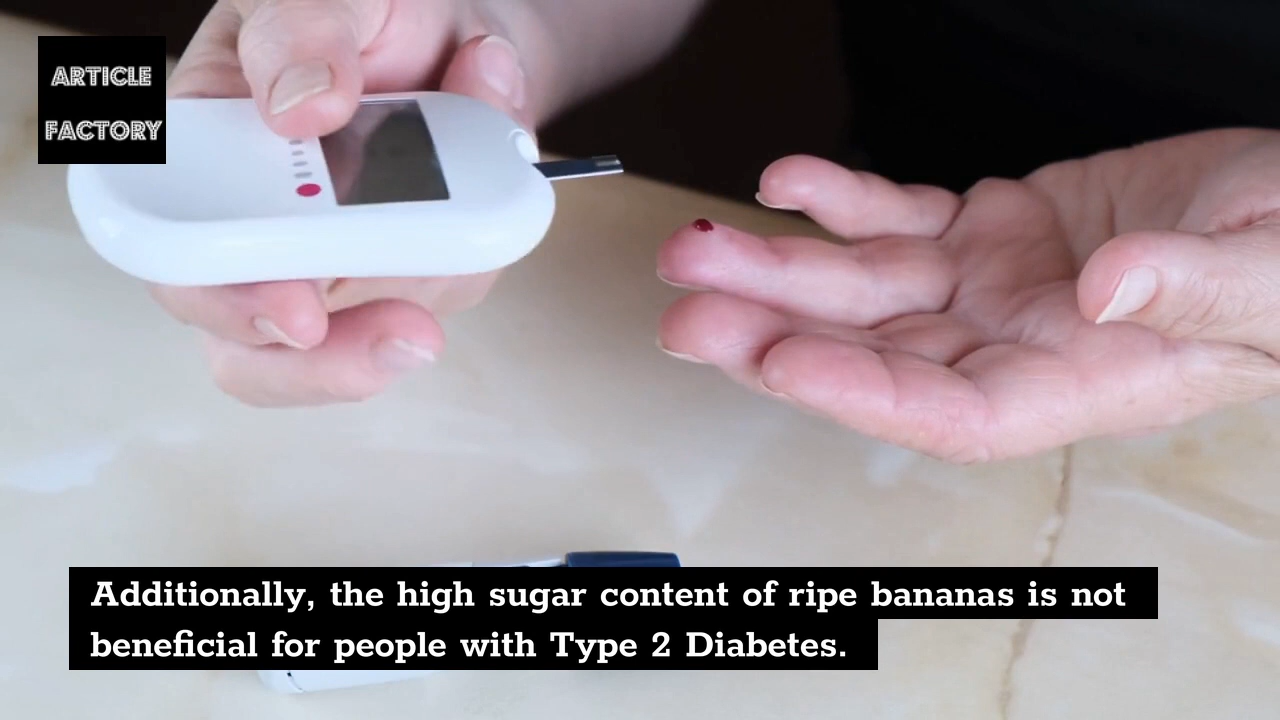 ARTICLE
FACTORY
Additionally, the high sugar content of ripe bananas is not
beneficial for people with Type 2 Diabetes.